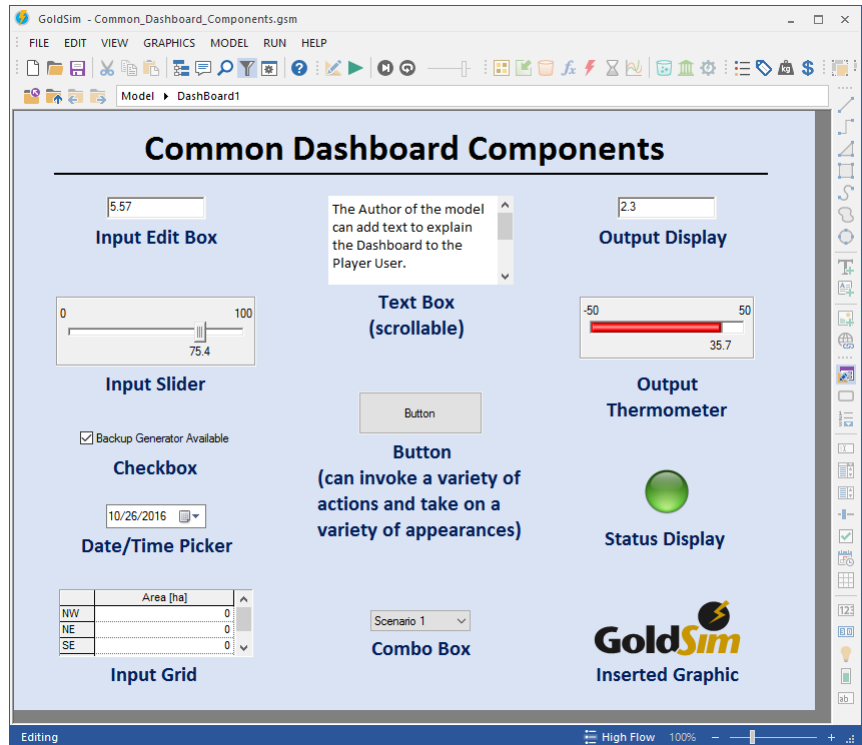 GoldSim - Common_Dashboard_Components.gsm
FILE EDIT VIEW GRAPHICS MODEL RUN HELP
Model ▸ DashBoard1
Common Dashboard Components
5.57
Input Edit Box
The Author of the model
can add text to explain
the Dashboard to the
Player User.
Text Box
(scrollable)
2.3
Output Display
0 100
75.4
Input Slider
-50 50
35.7
Output
Thermometer
Button
Button
(can invoke a variety of
actions and take on a
variety of appearances)
Backup Generator Available
Checkbox
10/26/2016
Date/Time Picker
Status Display
Area [ha]
NW 0
NE 0
SE 0
Input Grid
Scenario 1
Combo Box
GoldSim
Inserted Graphic
Editing
High Flow 100%